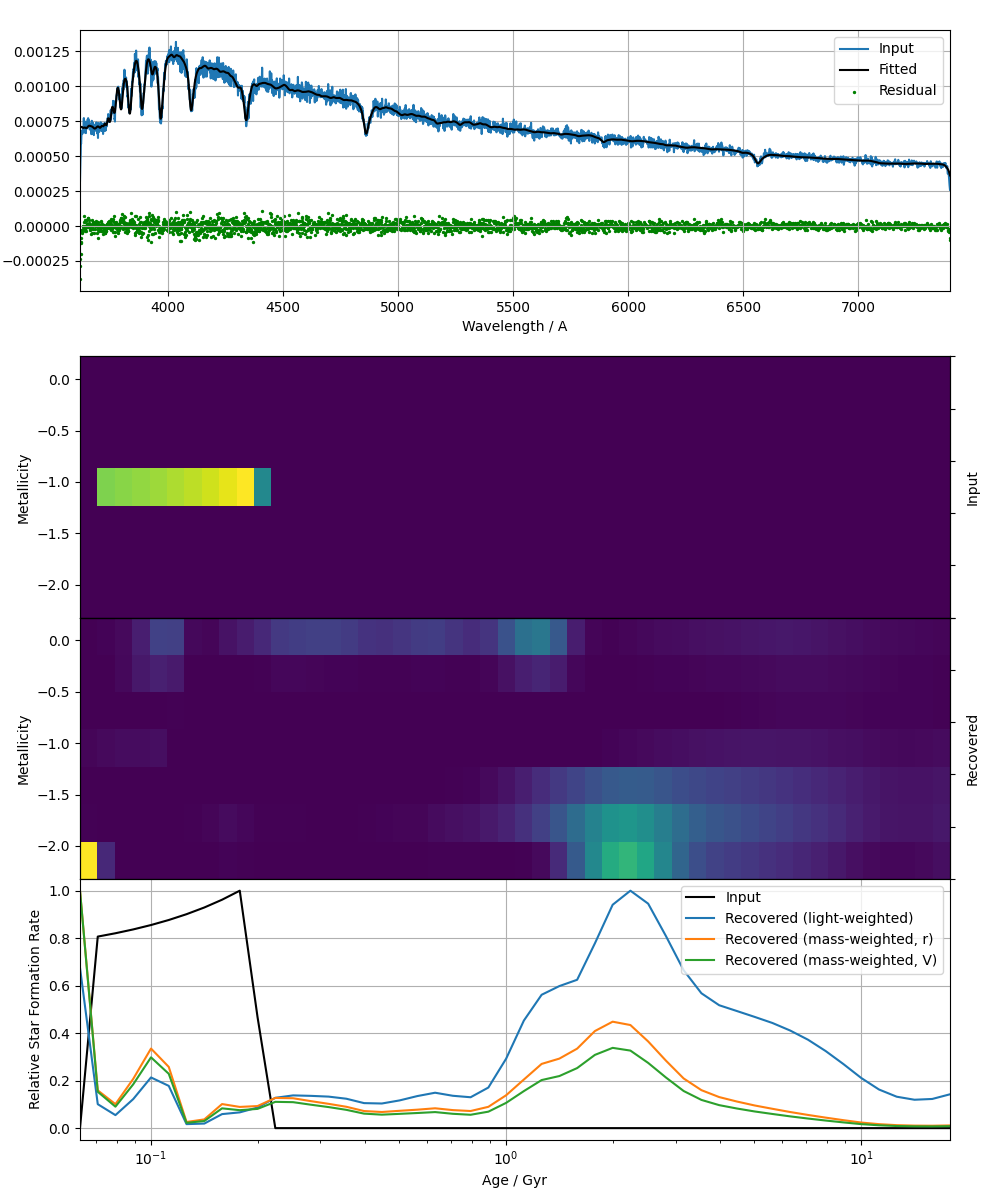 0.00125
0.00100
0.00075
0.00050
0.00025
0.00000
−0.00025
Input
Fitted
Residual
4000 4500 5000 5500 6000 6500 7000
Wavelength / A
0.0
−0.5
−1.0
−1.5
−2.0
Metallicity
Input
0.0
−0.5
−1.0
−1.5
−2.0
Metallicity
Recovered
1.0
0.8
0.6
0.4
0.2
0.0
Relative Star Formation Rate
Input
Recovered (light-weighted)
Recovered (mass-weighted, r)
Recovered (mass-weighted, V)
10⁻¹ 10⁰ 10¹
Age / Gyr